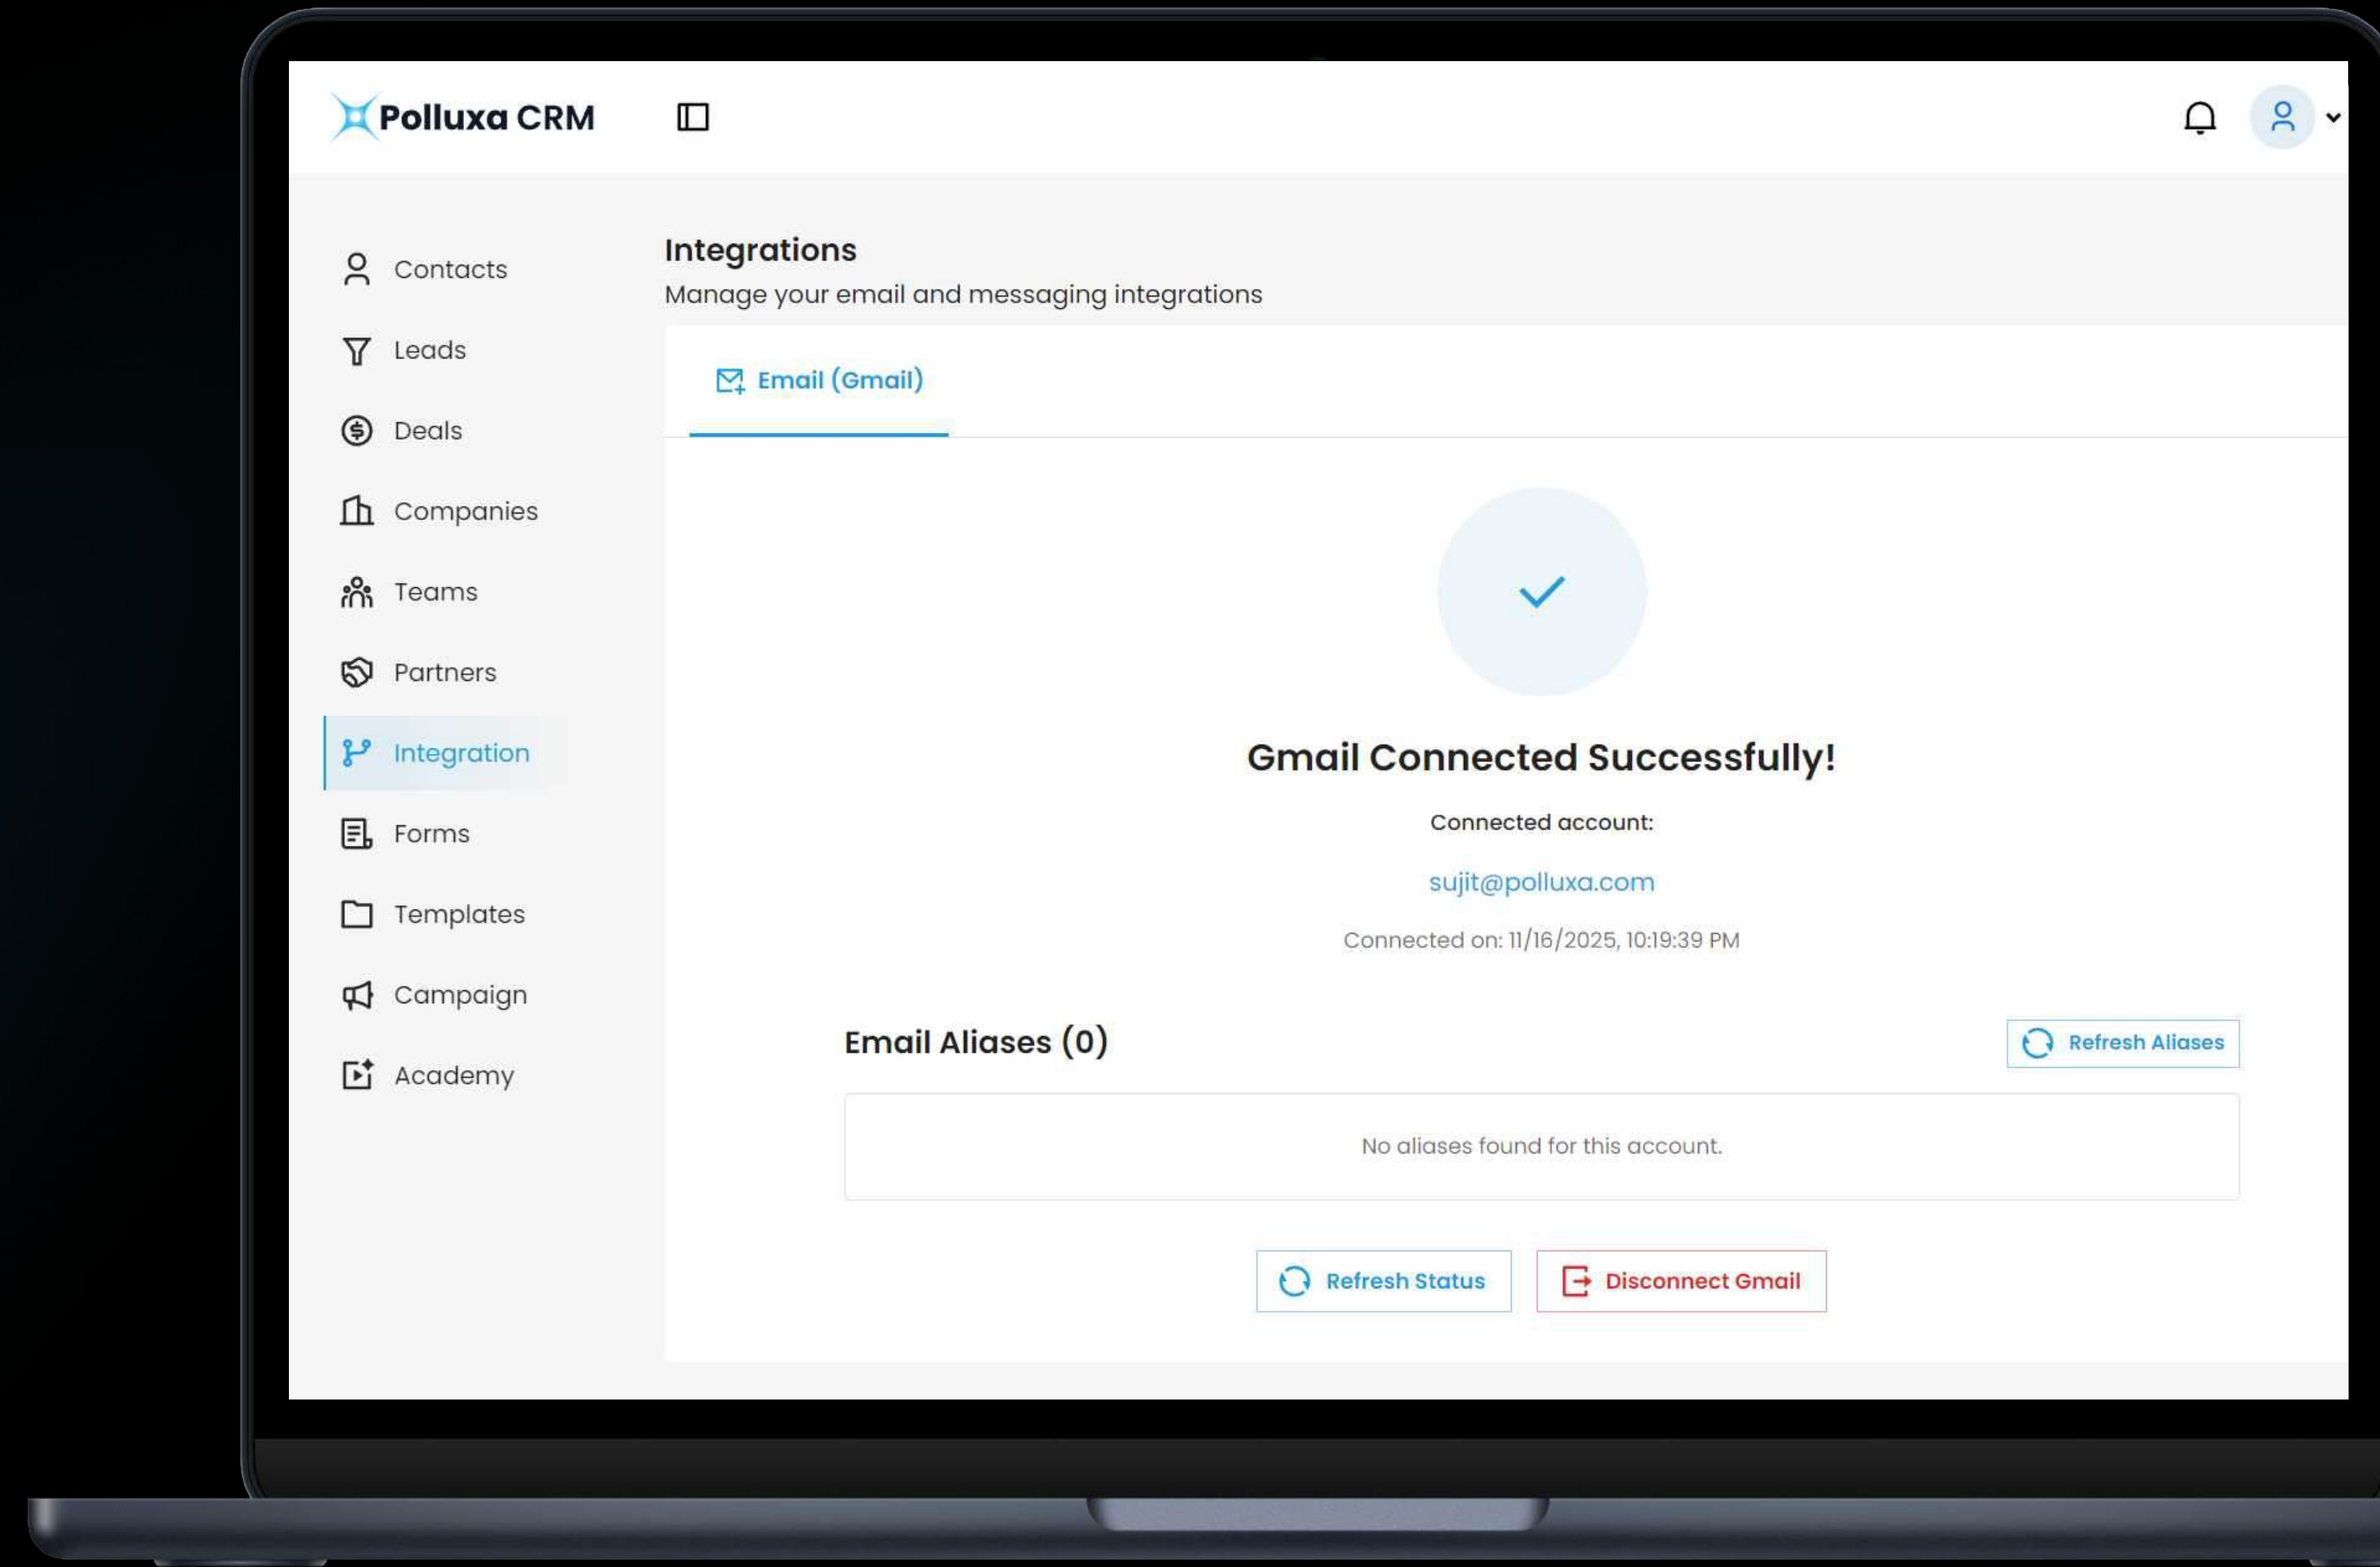 Polluxa CRM
Contacts
Leads
Deals
Companies
Teams
Partners
Integration
Forms
Templates
Campaign
Academy
Integrations
Manage your email and messaging integrations
Email (Gmail)
Gmail Connected Successfully!
Connected account:
sujit@polluxa.com
Connected on: 11/16/2025, 10:19:39 PM
Email Aliases (0)
Refresh Aliases
No aliases found for this account.
Refresh Status
Disconnect Gmail